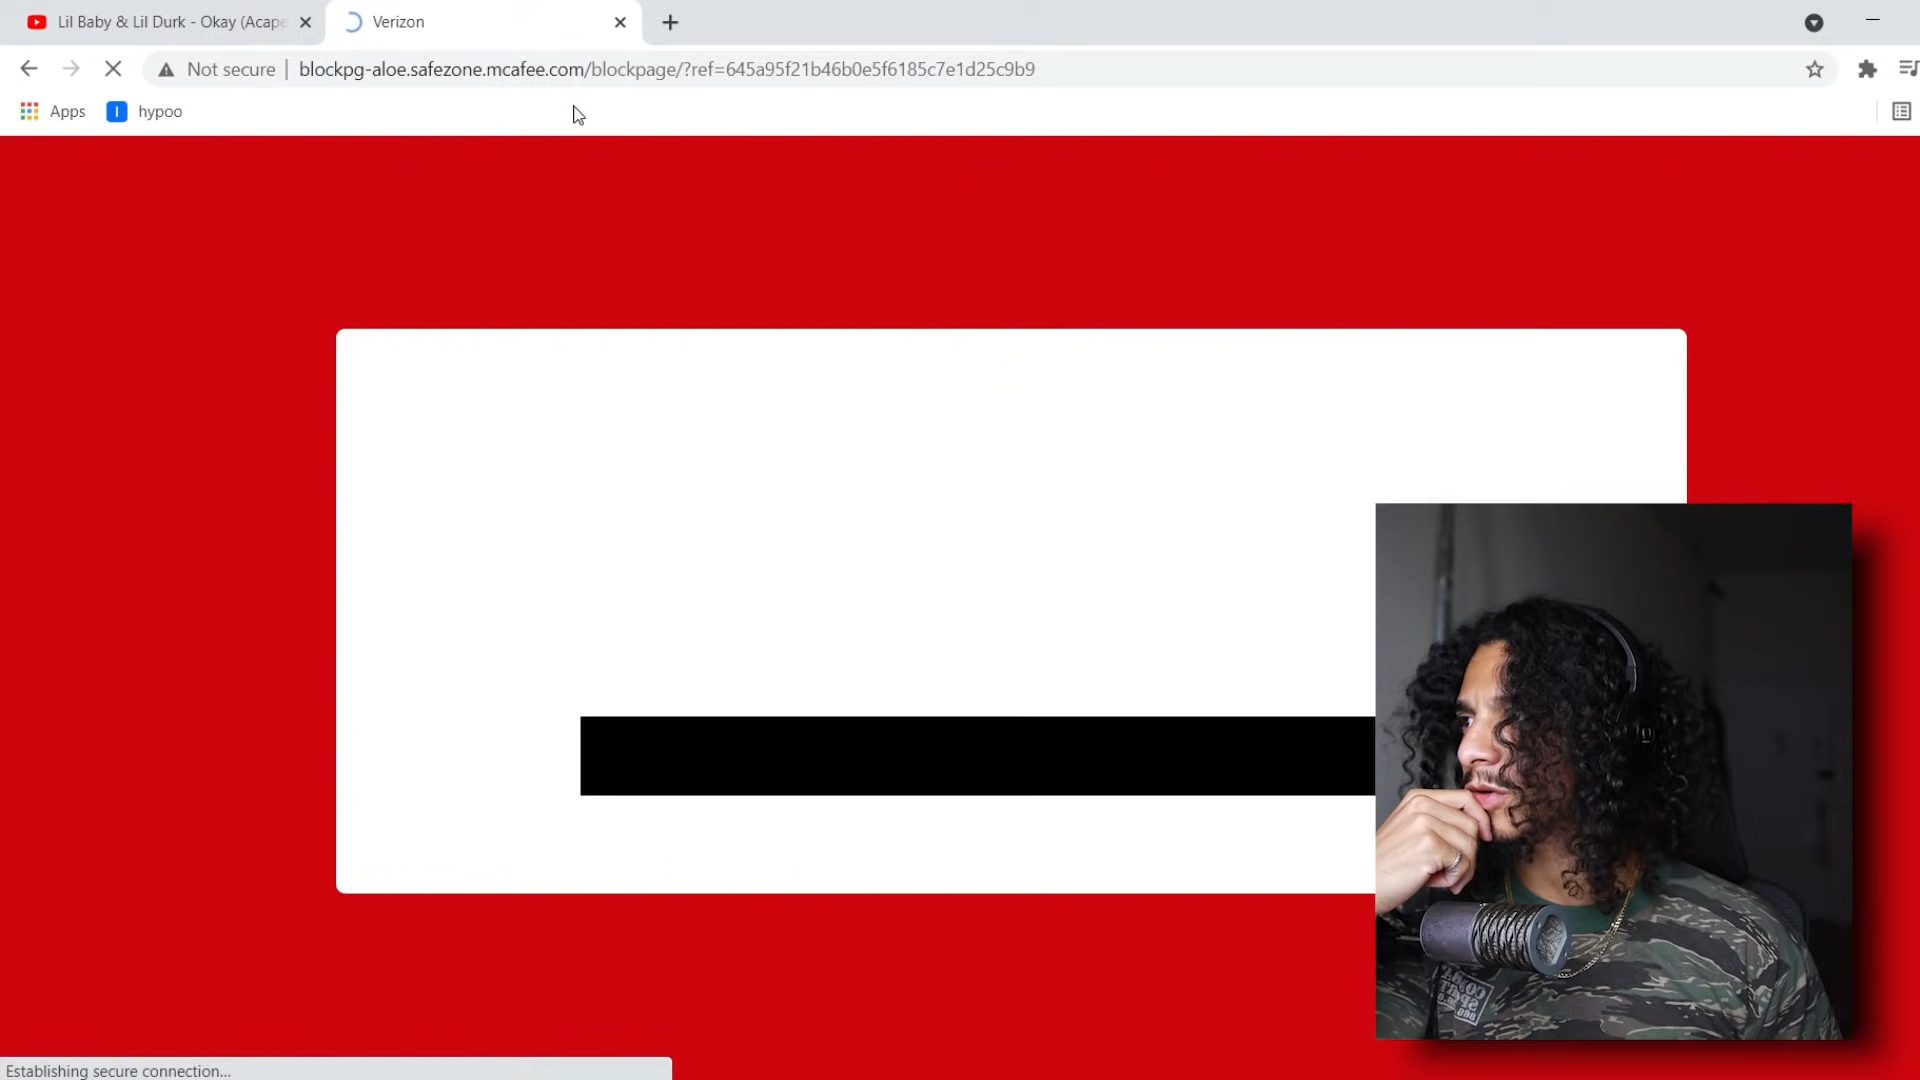 Lil Baby & Lil Durk - Okay (Acape
Verizon
Not secure
blockpg-aloe.safezone.mcafee.com/blockpage/?ref=645a95f21b46b0e5f6185c7e1d25c9b9
Apps
hypoo
Establishing secure connection...